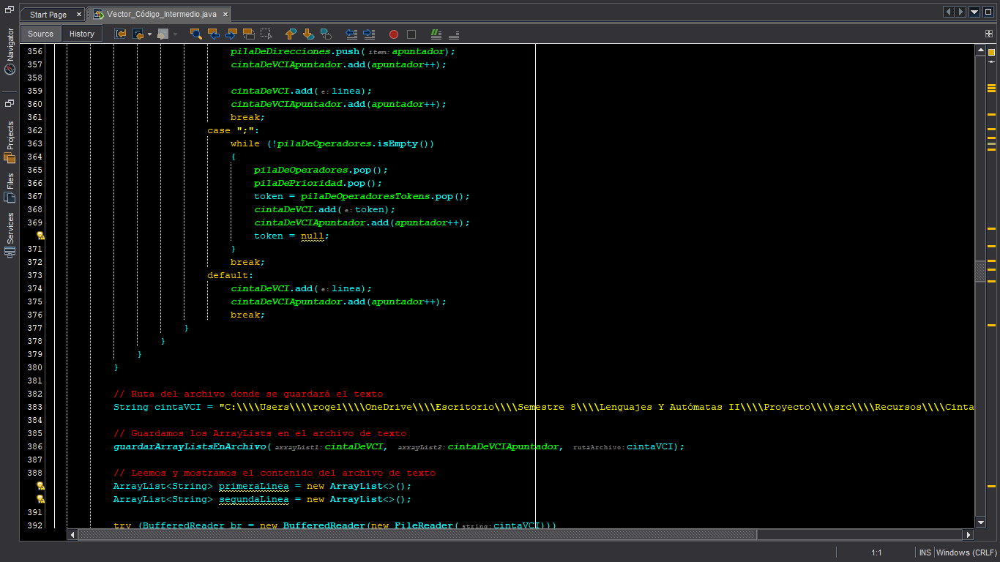 Start Page
Vector_Código_Intermedio.java
Source
History
Navigator
Projects
Files
Services
356 pilaDeDirecciones.push( item: apuntador);
357 cintaDeVCIApuntador.add(apuntador++);
358
359 cintaDeVCI.add( e: linea);
360 cintaDeVCIApuntador.add(apuntador++);
361 break;
362 case ";":
363 while (!pilaDeOperadores.isEmpty())
364 {
365 pilaDeOperadores.pop();
366 pilaDePrioridad.pop();
367 token = pilaDeOperadoresTokens.pop();
368 cintaDeVCI.add( e: token);
369 cintaDeVCIApuntador.add(apuntador++);
token = null;
371 }
372 break;
373 default:
374 cintaDeVCI.add( e: linea);
375 cintaDeVCIApuntador.add(apuntador++);
376 break;
377 }
378 }
379 }
380 }
381
382 // Ruta del archivo donde se guardará el texto
383 String cintaVCI = "C:\\\\Users\\\\rogel\\\\OneDrive\\\\Escritorio\\\\Semestre 8\\\\Lenguajes Y Autómatas II\\\\Proyecto\\\\src\\\\Recursos\\\\Cinta
384
385 // Guardamos los ArrayLists en el archivo de texto
386 guardarArrayListsEnArchivo( arrayList1: cintaDeVCI, arrayList2: cintaDeVCIApuntador, rutaArchivo: cintaVCI);
387
388 // Leemos y mostramos el contenido del archivo de texto
ArrayList<String> primeraLinea = new ArrayList<>();
ArrayList<String> segundaLinea = new ArrayList<>();
391
392 try (BufferedReader br = new BufferedReader(new FileReader( string: cintaVCI)))
1:1
INS
Windows (CRLF)